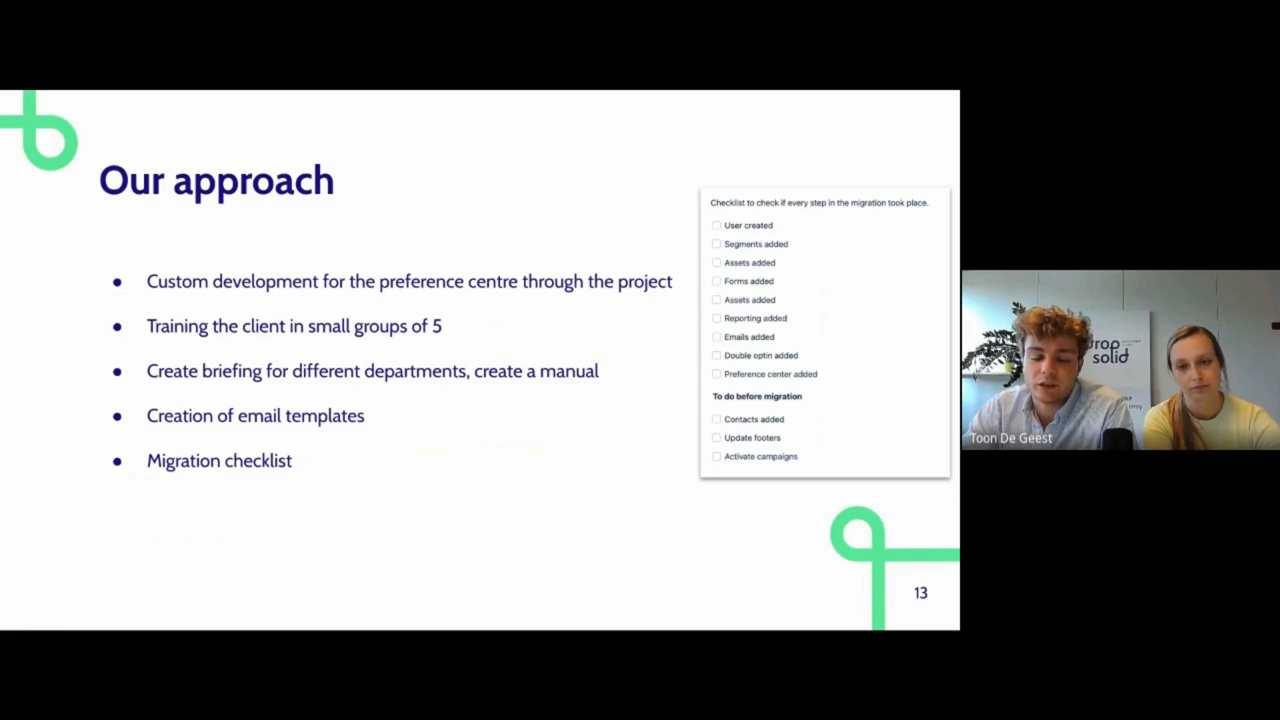 Our approach
● Custom development for the preference centre through the project
● Training the client in small groups of 5
● Create briefing for different departments, create a manual
● Creation of email templates
● Migration checklist
Checklist to check if every step in the migration took place.
User created
Segments added
Assets added
Forms added
Assets added
Reporting added
Emails added
Double optin added
Preference center added
To do before migration
Contacts added
Update footers
Activate campaigns
13
drop
solid
Toon De Geest